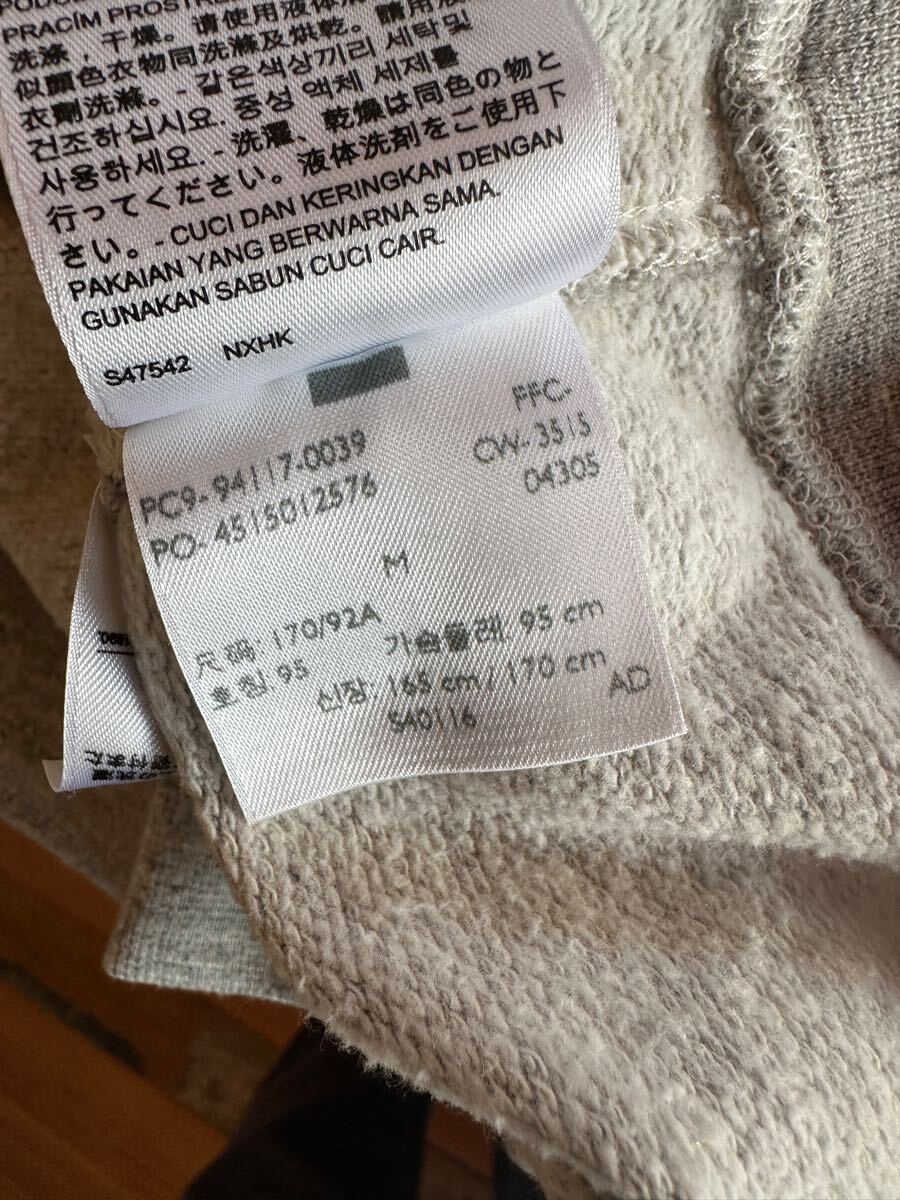 PRACÍM PROSTŘE
洗涤、干燥。请使用液体
似顏色衣物同洗滌及烘乾。請用液
衣劑洗滌。- 같은색상끼리 세탁및
건조하십시요. 중성 액체 세제를
사용하세요. - 洗濯、乾燥は同色の物と
行ってください。液体洗剤をご使用下
さい。- CUCI DAN KERINGKAN DENGAN
PAKAIAN YANG BERWARNA SAMA.
GUNAKAN SABUN CUCI CAIR.
S47542 NXHK
FFC-
PC9-94117-0039 CW-3515
PO-4515012576 04305
M
尺码: 170/92A 가슴둘레. 95 cm
호칭. 95 신장: 165 cm / 170 cm
S40116 AD